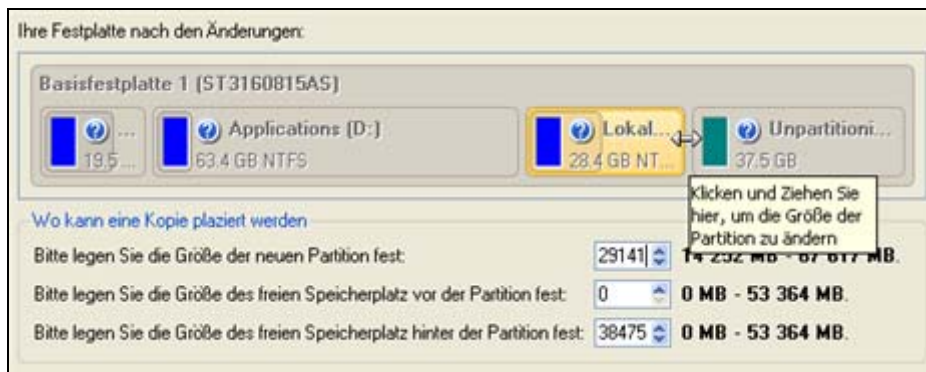 Ihre Festplatte nach den Änderungen:
Basisfestplatte 1 (ST3160815AS)
...
19.5 ...
Applications (D:)
63.4 GB NTFS
Lokal...
28.4 GB NT...
Unpartitioni...
37.5 GB
Klicken und Ziehen Sie
hier, um die Größe der
Partition zu ändern
Wo kann eine Kopie plaziert werden
Bitte legen Sie die Größe der neuen Partition fest: 29141 MB.
Bitte legen Sie die Größe des freien Speicherplatz vor der Partition fest: 0 0 MB - 53 364 MB.
Bitte legen Sie die Größe des freien Speicherplatz hinter der Partition fest: 38475 0 MB - 53 364 MB.